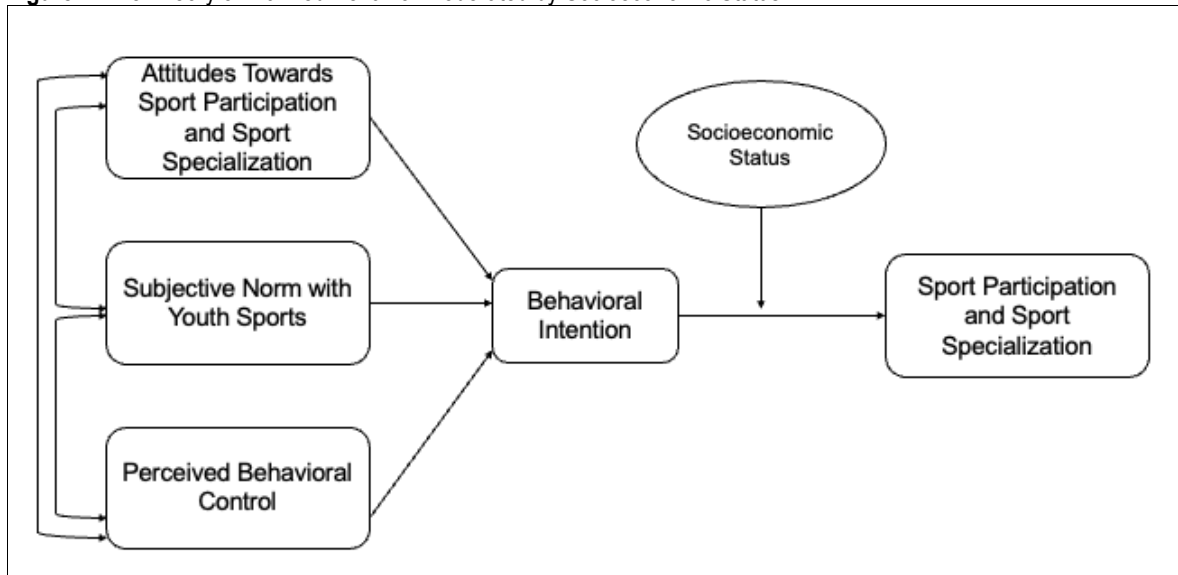 Attitudes Towards
Sport Participation
and Sport
Specialization
Socioeconomic
Status
Subjective Norm with
Youth Sports
Behavioral
Intention
Sport Participation
and Sport
Specialization
Perceived Behavioral
Control